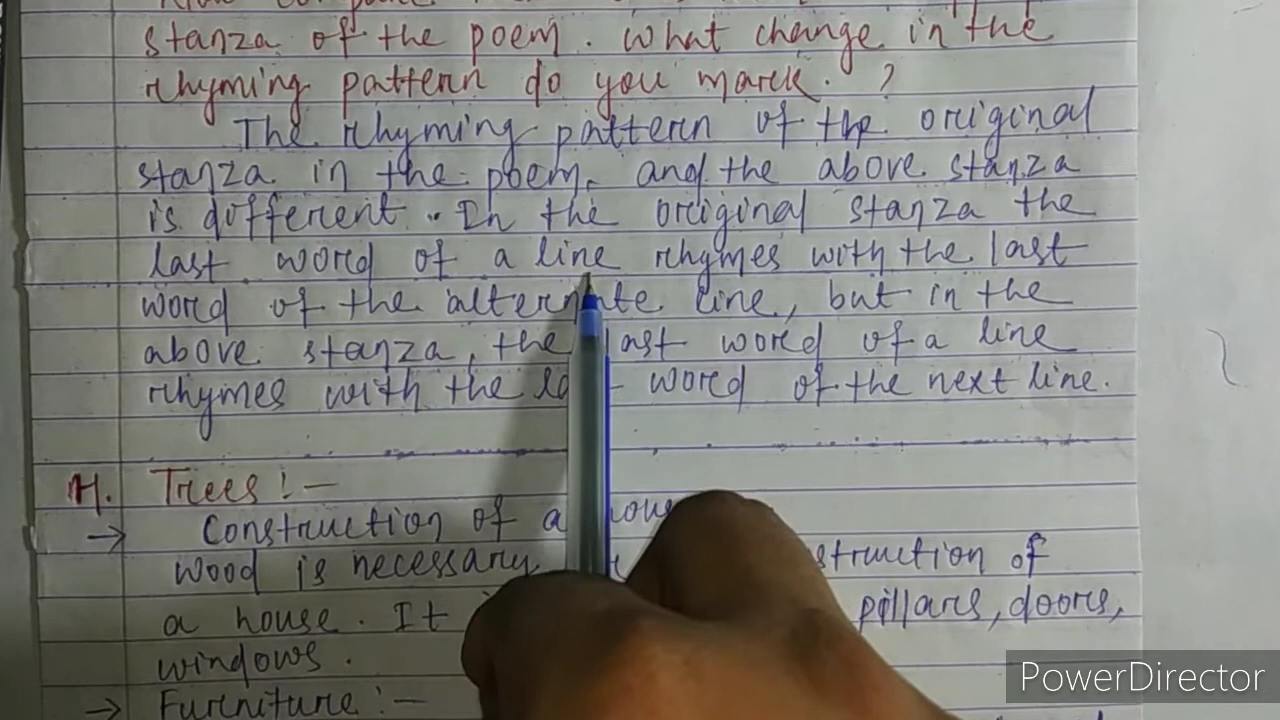 stanza of the poem. What change in the
rhyming pattern do you marck. ?
The rhyming pattern of the original
stanza in the poem, and the above stanza
is different. In the original stanza the
last word of a line rhymes with the last
word of the alternate line, but in the
above stanza, the last word of a line
rhymes with the word of the next line.
H. Trees :-
→ Construction of a
Wood is necessary struction of
a house. It pillars, doors,
windows.
→ Furniture :-
PowerDirector